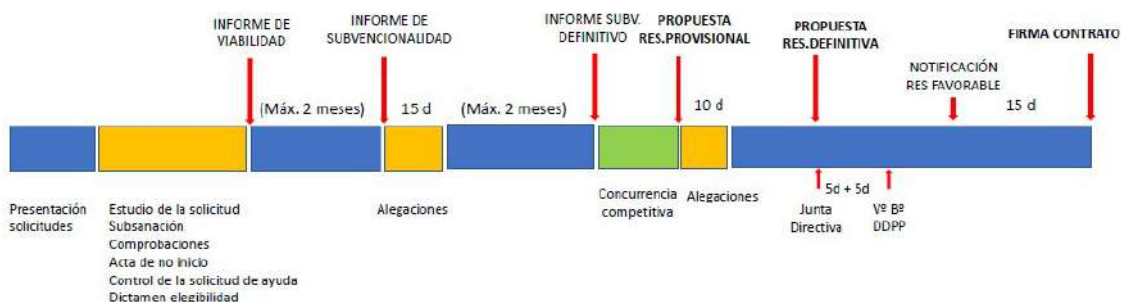 INFORME DE
VIABILIDAD
INFORME DE
SUBVENCIONALIDAD
INFORME SUBV.
DEFINITIVO
PROPUESTA
RES.PROVISIONAL
PROPUESTA
RES.DEFINITIVA
FIRMA CONTRATO
NOTIFICACIÓN
RES FAVORABLE
(Máx. 2 meses)
15 d
(Máx. 2 meses)
10 d
15 d
Presentación
solicitudes
Estudio de la solicitud
Subsanación
Comprobaciones
Acta de no inicio
Control de la solicitud de ayuda
Dictamen elegibilidad
Alegaciones
Concurrencia
competitiva
Alegaciones
5d + 5d
Junta
Directiva
Vº Bº
DDPP